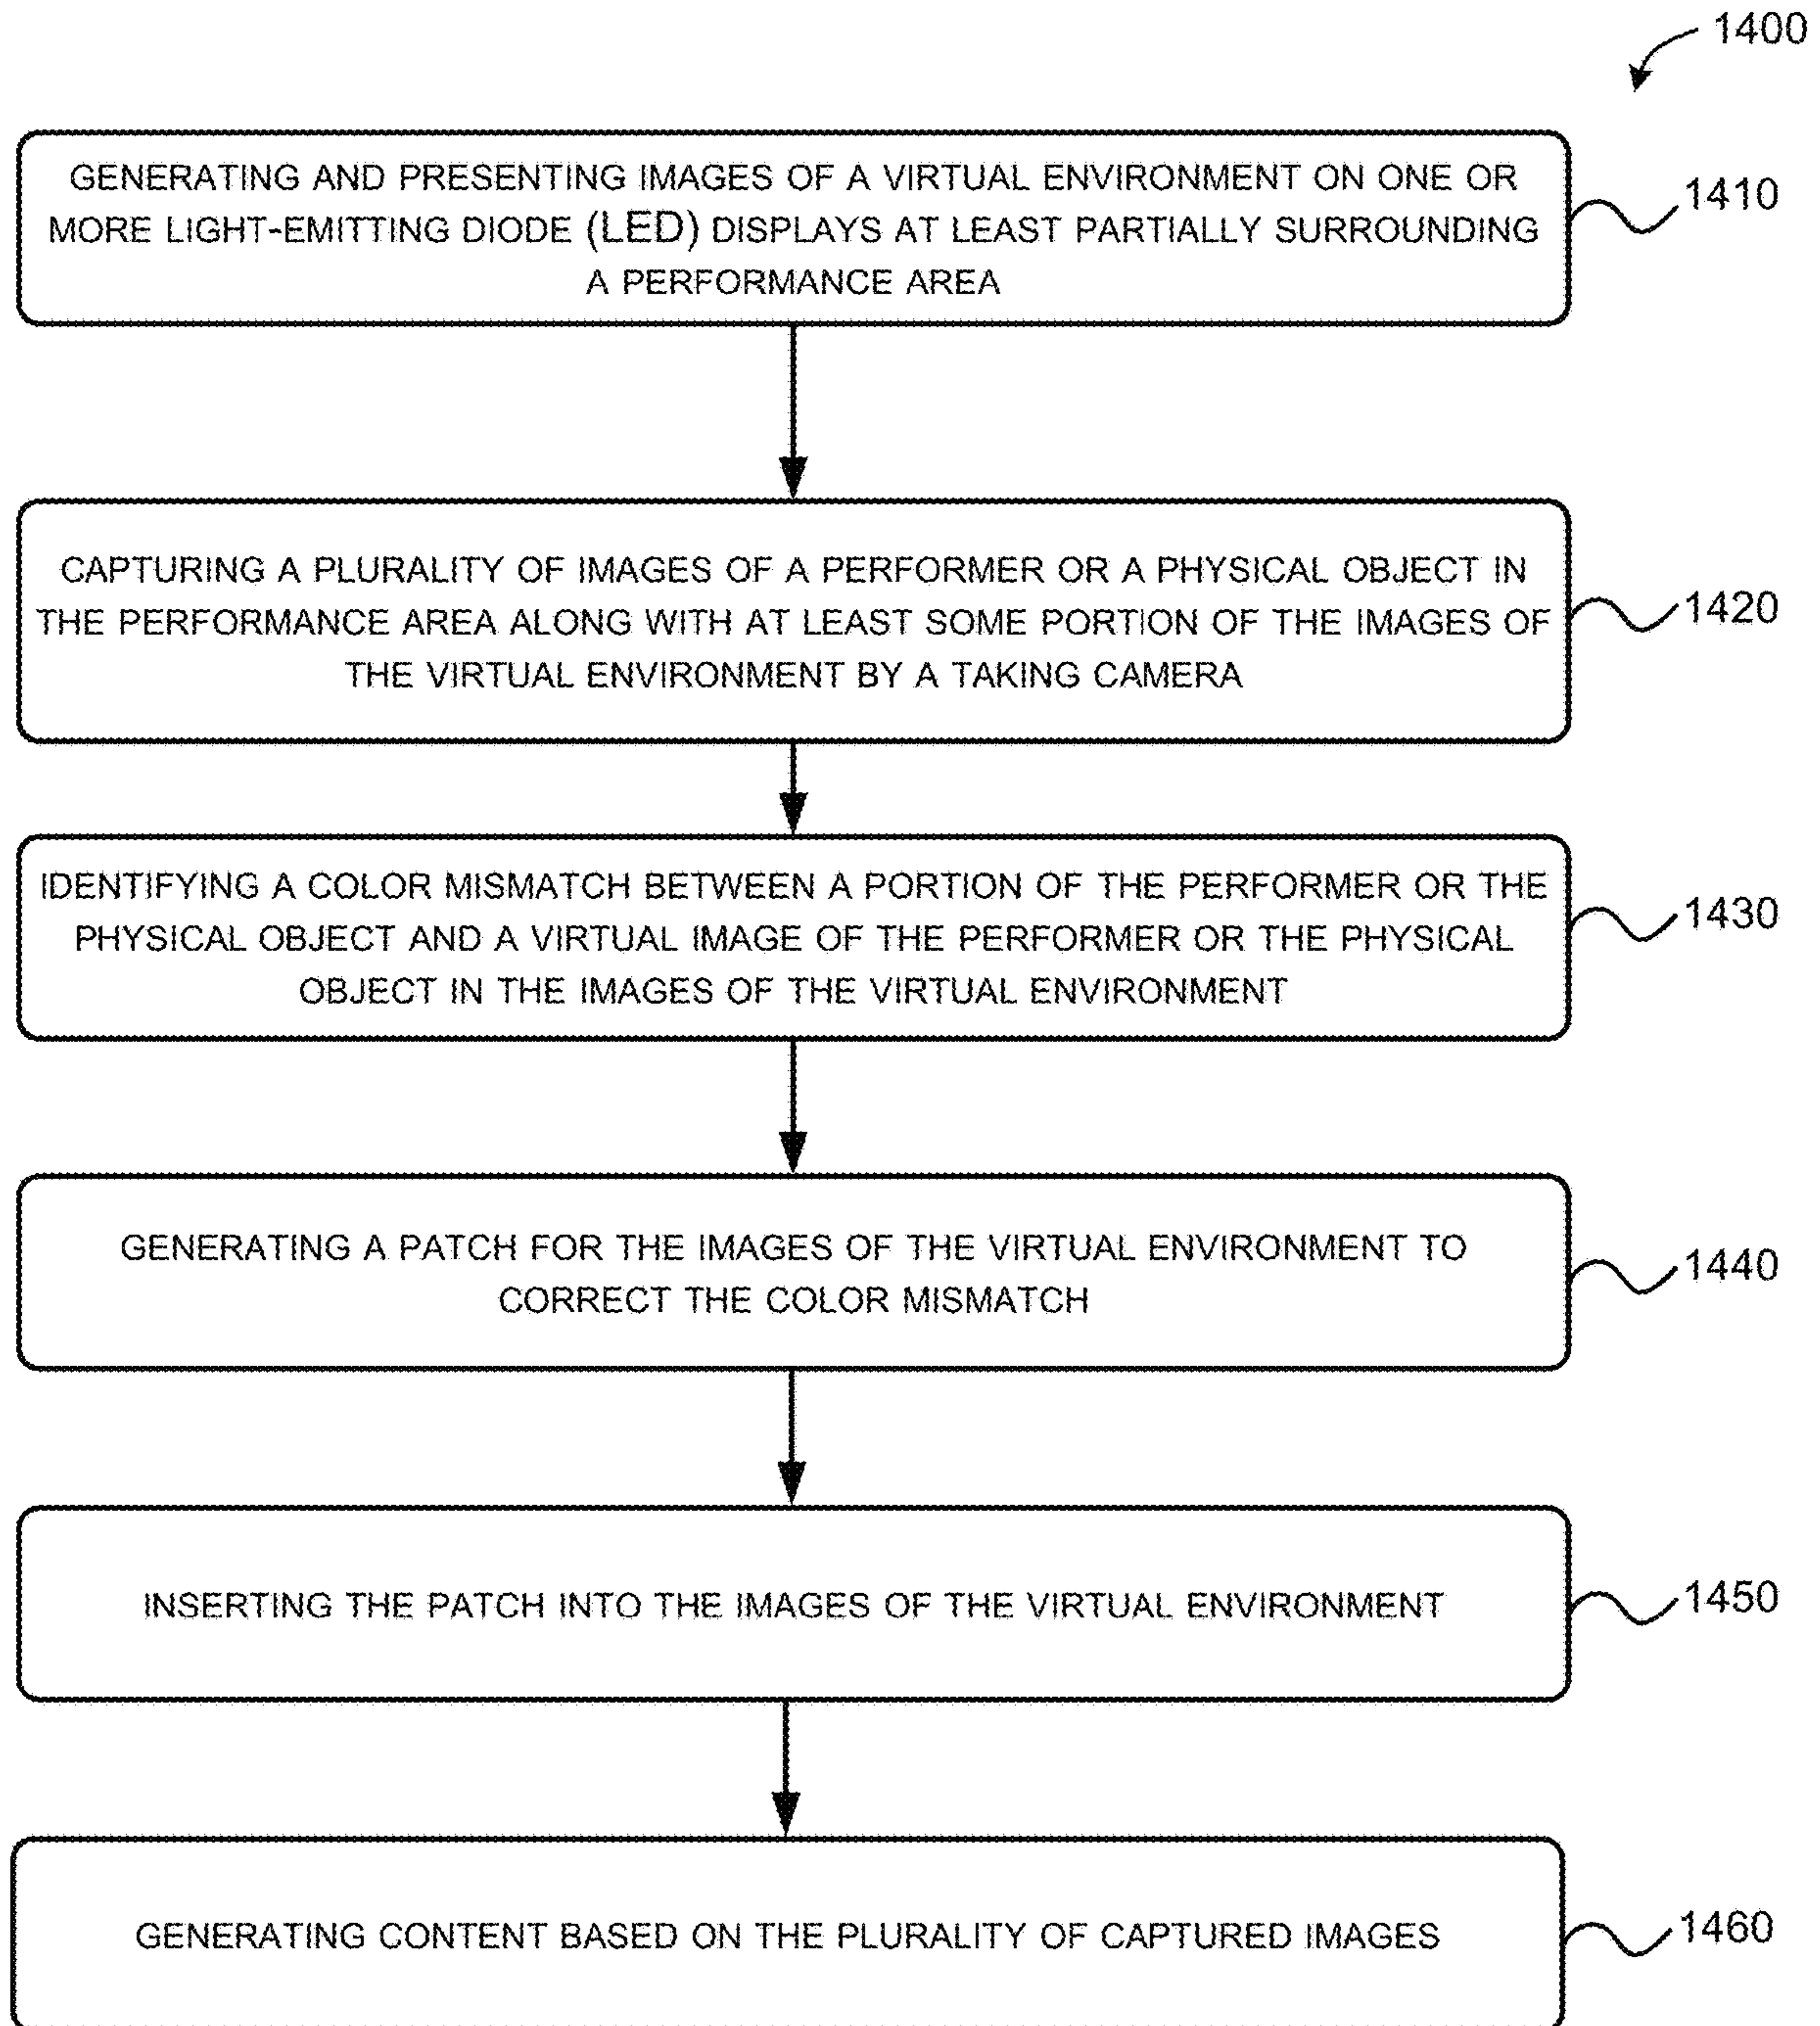 1400
GENERATING AND PRESENTING IMAGES OF A VIRTUAL ENVIRONMENT ON ONE OR
MORE LIGHT-EMITTING DIODE (LED) DISPLAYS AT LEAST PARTIALLY SURROUNDING
A PERFORMANCE AREA
1410
CAPTURING A PLURALITY OF IMAGES OF A PERFORMER OR A PHYSICAL OBJECT IN
THE PERFORMANCE AREA ALONG WITH AT LEAST SOME PORTION OF THE IMAGES OF
THE VIRTUAL ENVIRONMENT BY A TAKING CAMERA
1420
IDENTIFYING A COLOR MISMATCH BETWEEN A PORTION OF THE PERFORMER OR THE
PHYSICAL OBJECT AND A VIRTUAL IMAGE OF THE PERFORMER OR THE PHYSICAL
OBJECT IN THE IMAGES OF THE VIRTUAL ENVIRONMENT
1430
GENERATING A PATCH FOR THE IMAGES OF THE VIRTUAL ENVIRONMENT TO
CORRECT THE COLOR MISMATCH
1440
INSERTING THE PATCH INTO THE IMAGES OF THE VIRTUAL ENVIRONMENT
1450
GENERATING CONTENT BASED ON THE PLURALITY OF CAPTURED IMAGES
1460